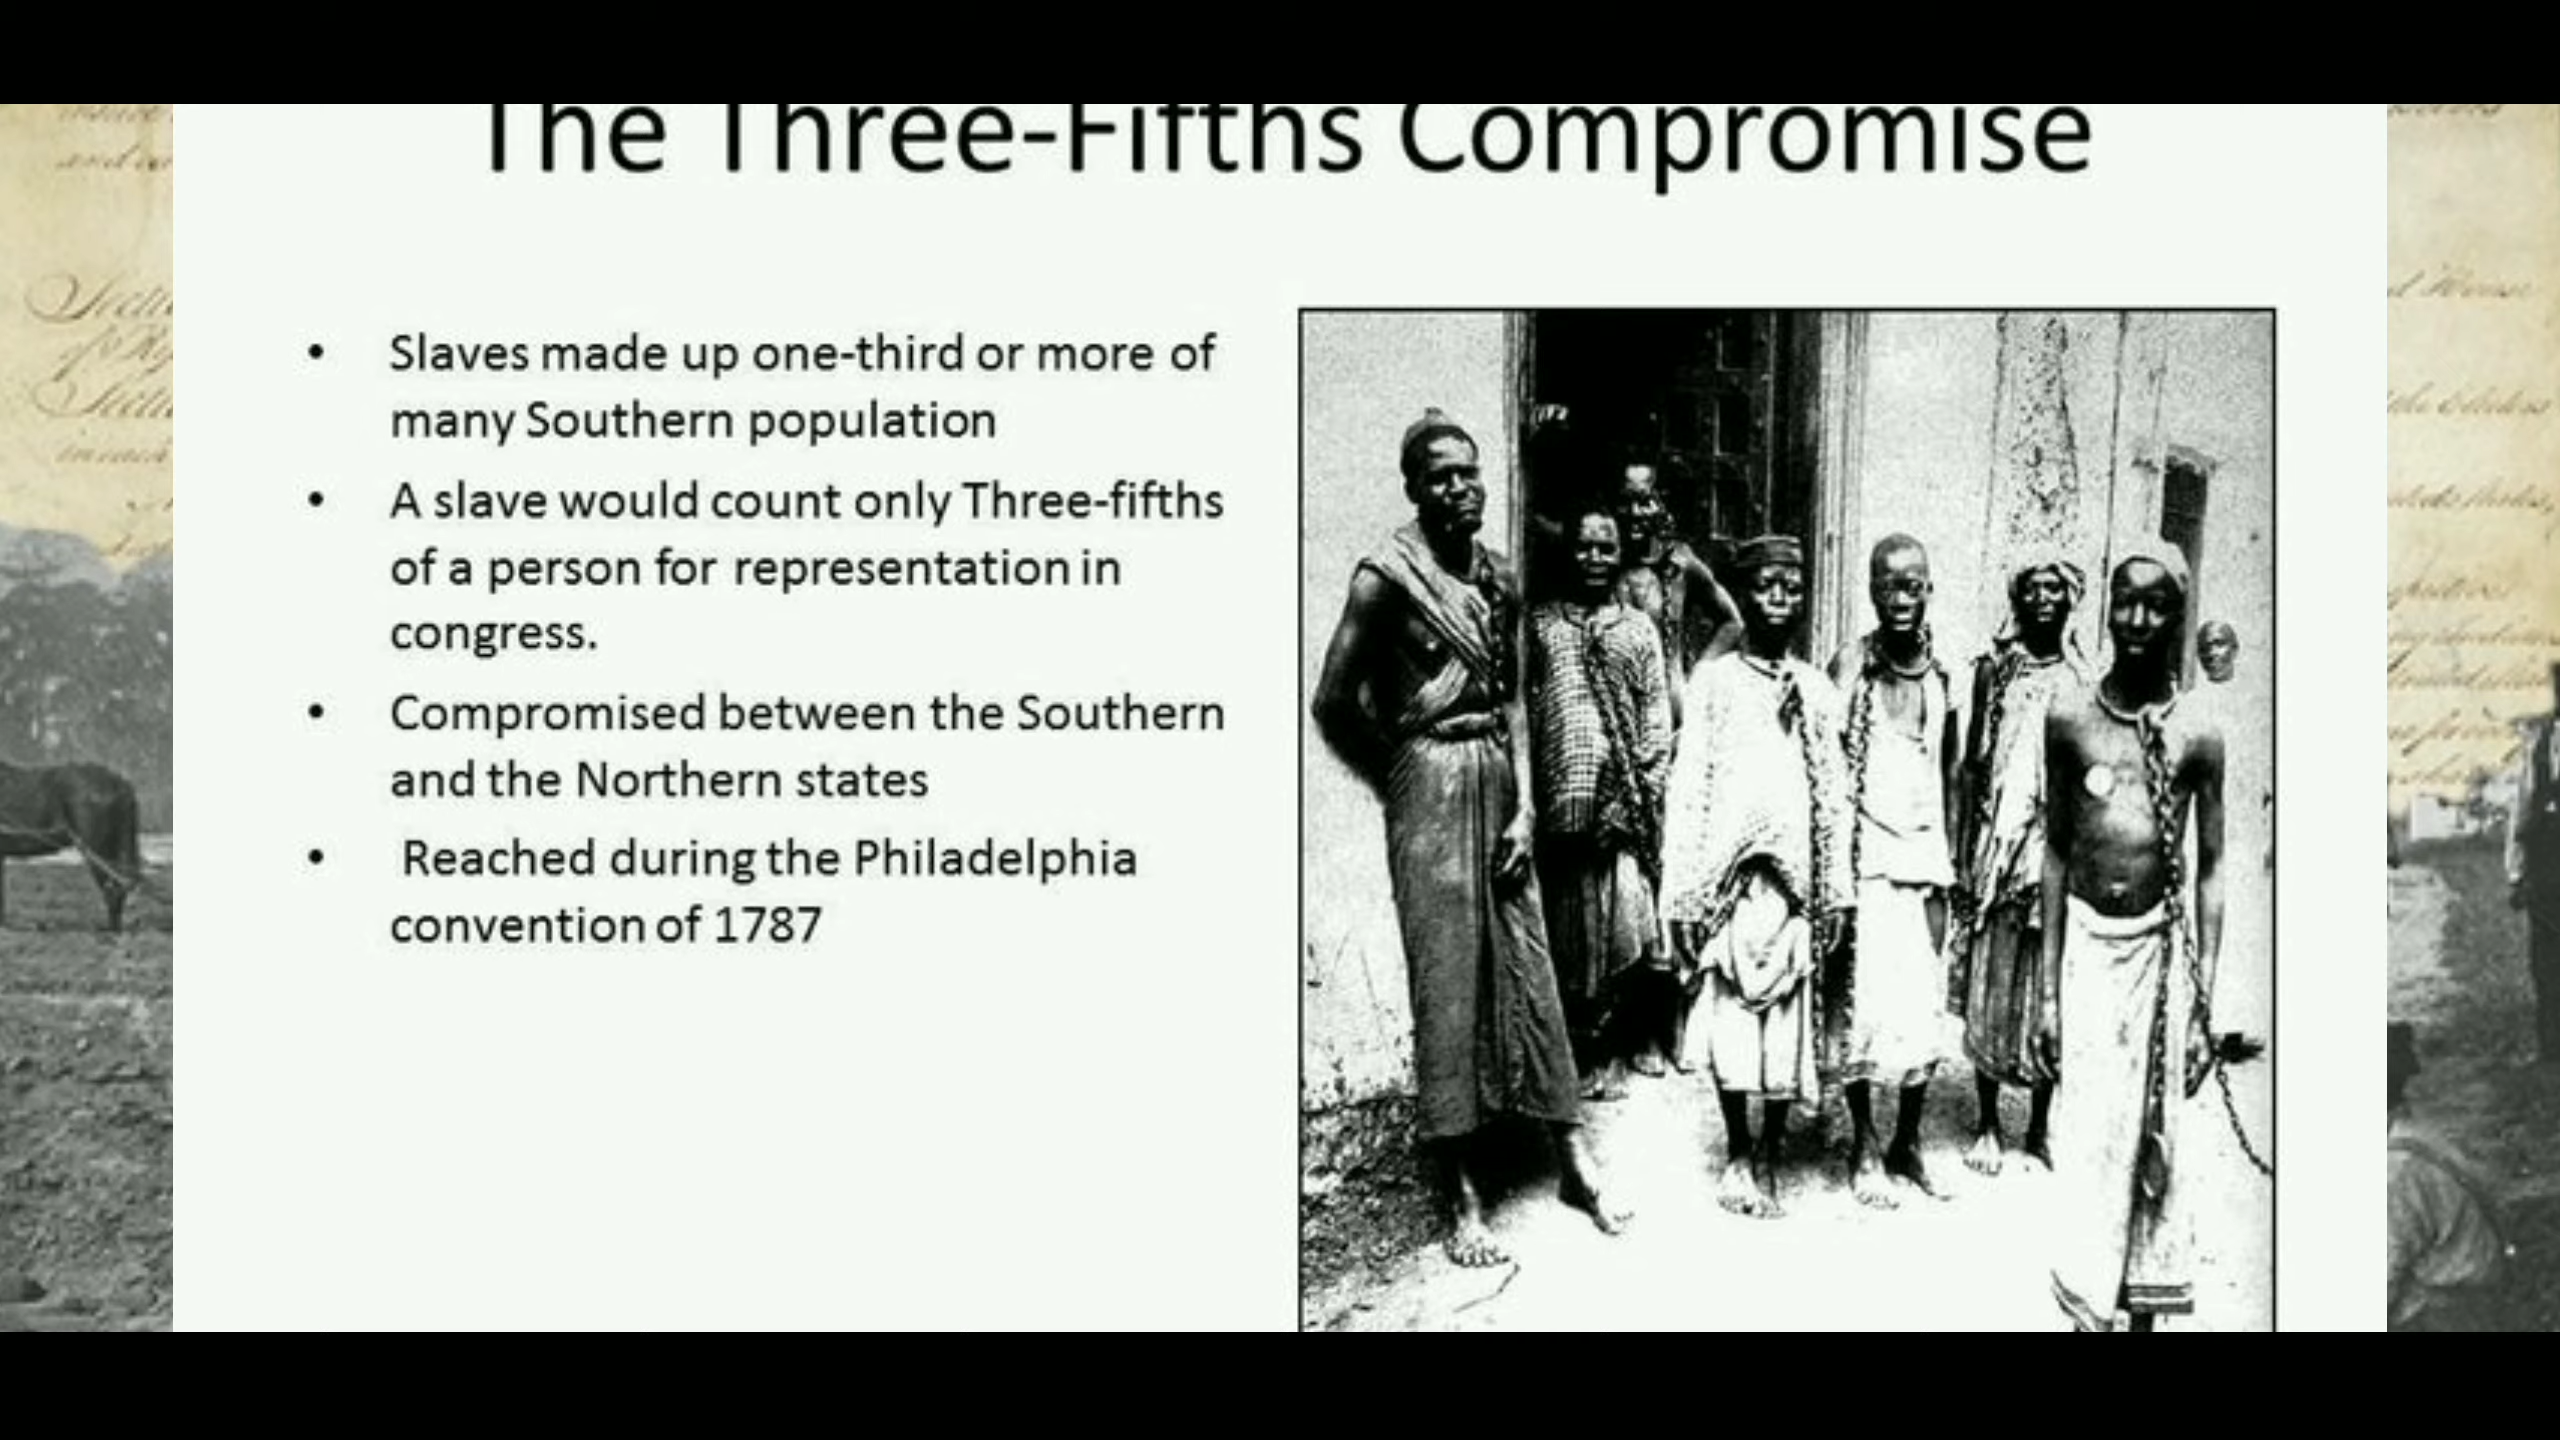 The Three-Fifths Compromise
• Slaves made up one-third or more of
many Southern population
• A slave would count only Three-fifths
of a person for representation in
congress.
• Compromised between the Southern
and the Northern states
• Reached during the Philadelphia
convention of 1787